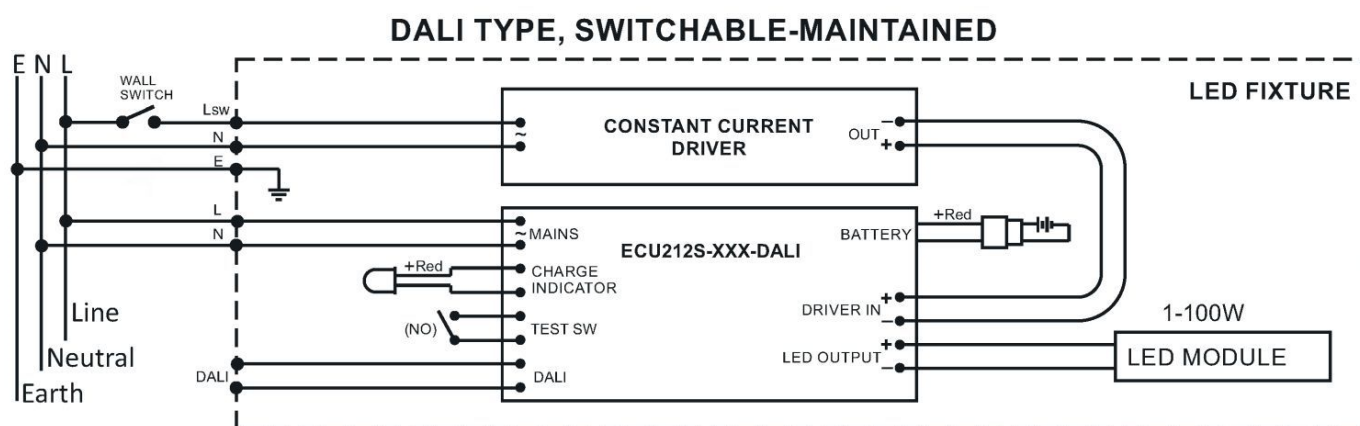 DALI TYPE, SWITCHABLE-MAINTAINED
E N L
WALL
SWITCH
LED FIXTURE
Lsw
N
E
CONSTANT CURRENT
DRIVER
~
OUT
−
+
L
N
~MAINS
ECU212S-XXX-DALI
BATTERY
+Red
+Red
CHARGE
INDICATOR
DRIVER IN
+
−
(NO)
TEST SW
1-100W
LED OUTPUT
+
−
LED MODULE
DALI
DALI
Line
Neutral
Earth